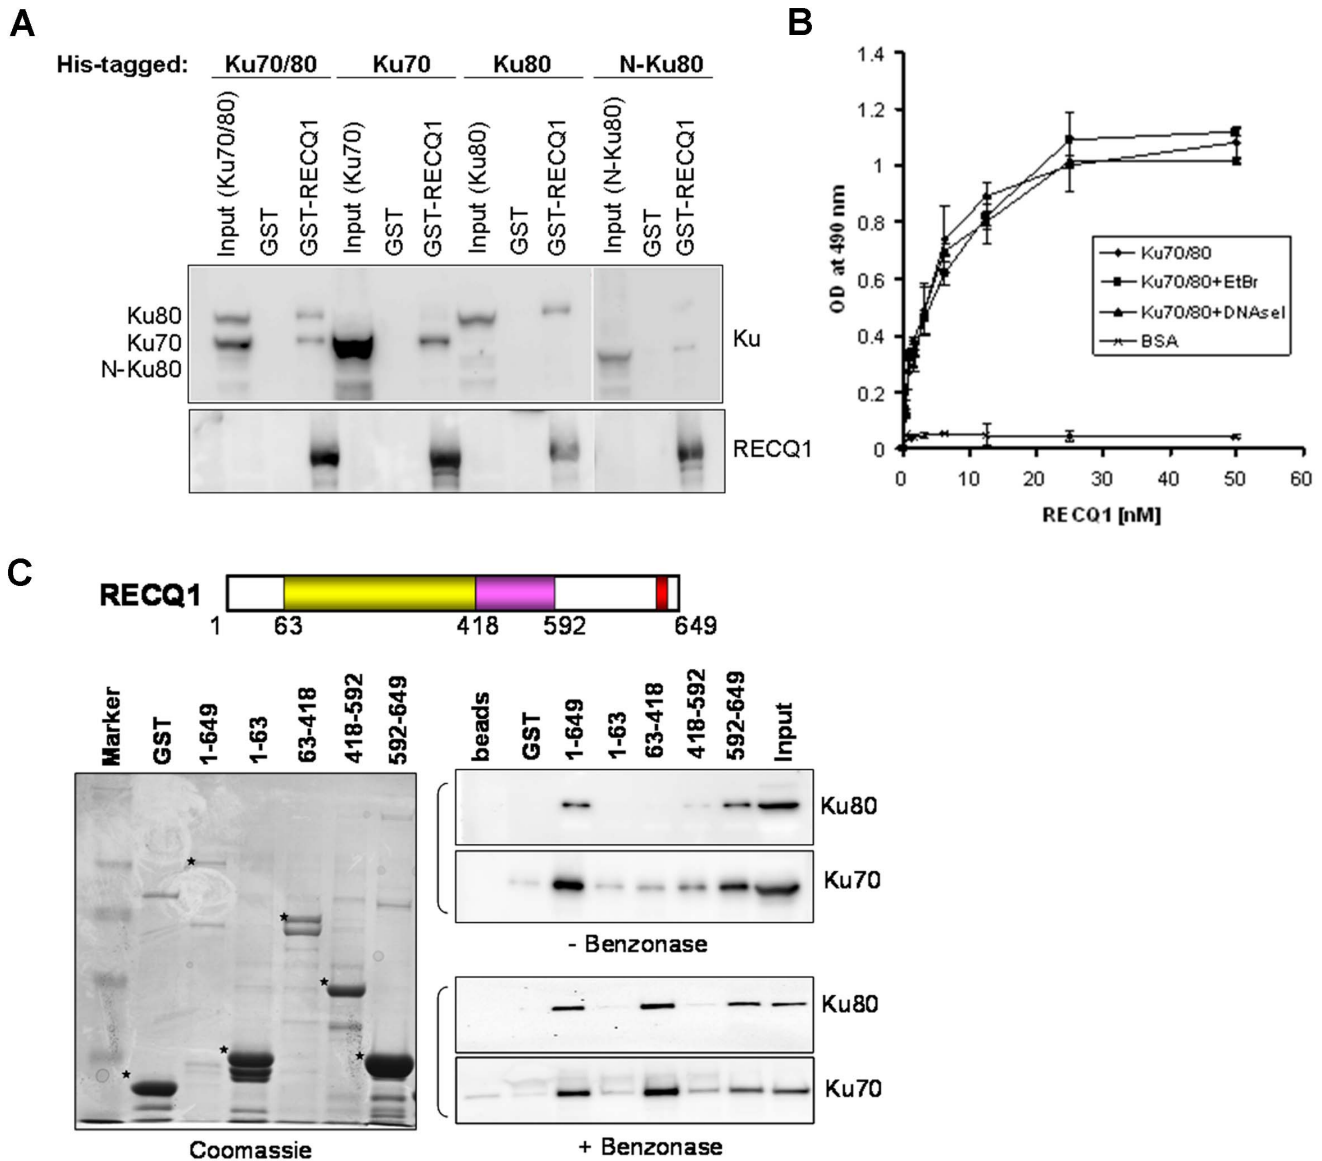 A
His-tagged: Ku70/80 Ku70 Ku80 N-Ku80
Input (Ku70/80) GST GST-RECQ1 Input (Ku70) GST GST-RECQ1 Input (Ku80) GST GST-RECQ1 Input (N-Ku80) GST GST-RECQ1
Ku80
Ku70
N-Ku80
Ku
RECQ1
B
OD at 490 nm
1.4
1.2
1
0.8
0.6
0.4
0.2
0
Ku70/80
Ku70/80+EtBr
Ku70/80+DNAseI
BSA
0 10 20 30 40 50 60
RECQ1 [nM]
C
RECQ1
1 63 418 592 649
Marker GST 1-649 1-63 63-418 418-592 592-649
* * * * * *
Coomassie
beads GST 1-649 1-63 63-418 418-592 592-649 Input
Ku80
Ku70
- Benzonase
Ku80
Ku70
+ Benzonase